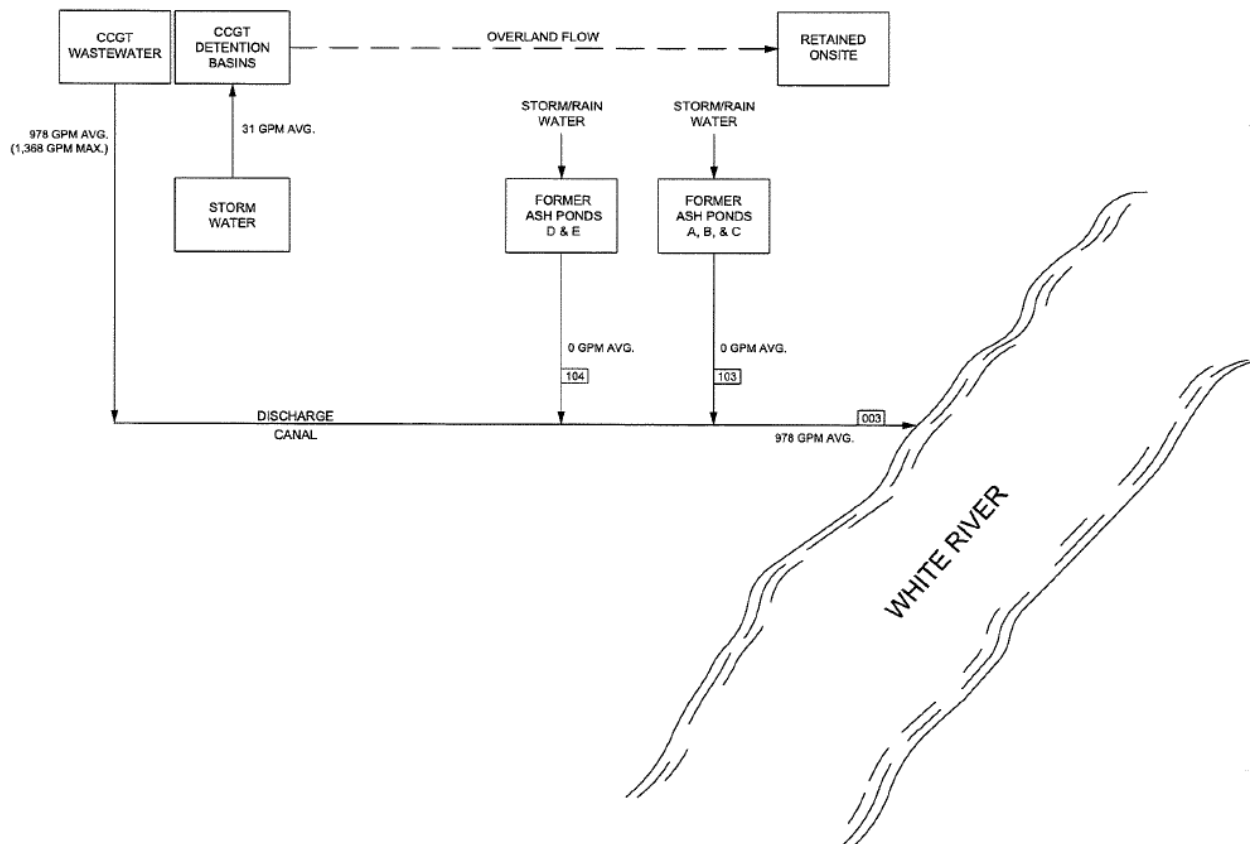 CCGT
WASTEWATER
CCGT
DETENTION
BASINS
OVERLAND FLOW
RETAINED
ONSITE
978 GPM AVG.
(1,368 GPM MAX.)
31 GPM AVG.
STORM
WATER
STORM/RAIN
WATER
STORM/RAIN
WATER
FORMER
ASH PONDS
D & E
FORMER
ASH PONDS
A, B, & C
0 GPM AVG.
104
0 GPM AVG.
103
DISCHARGE
CANAL
003
978 GPM AVG.
WHITE RIVER